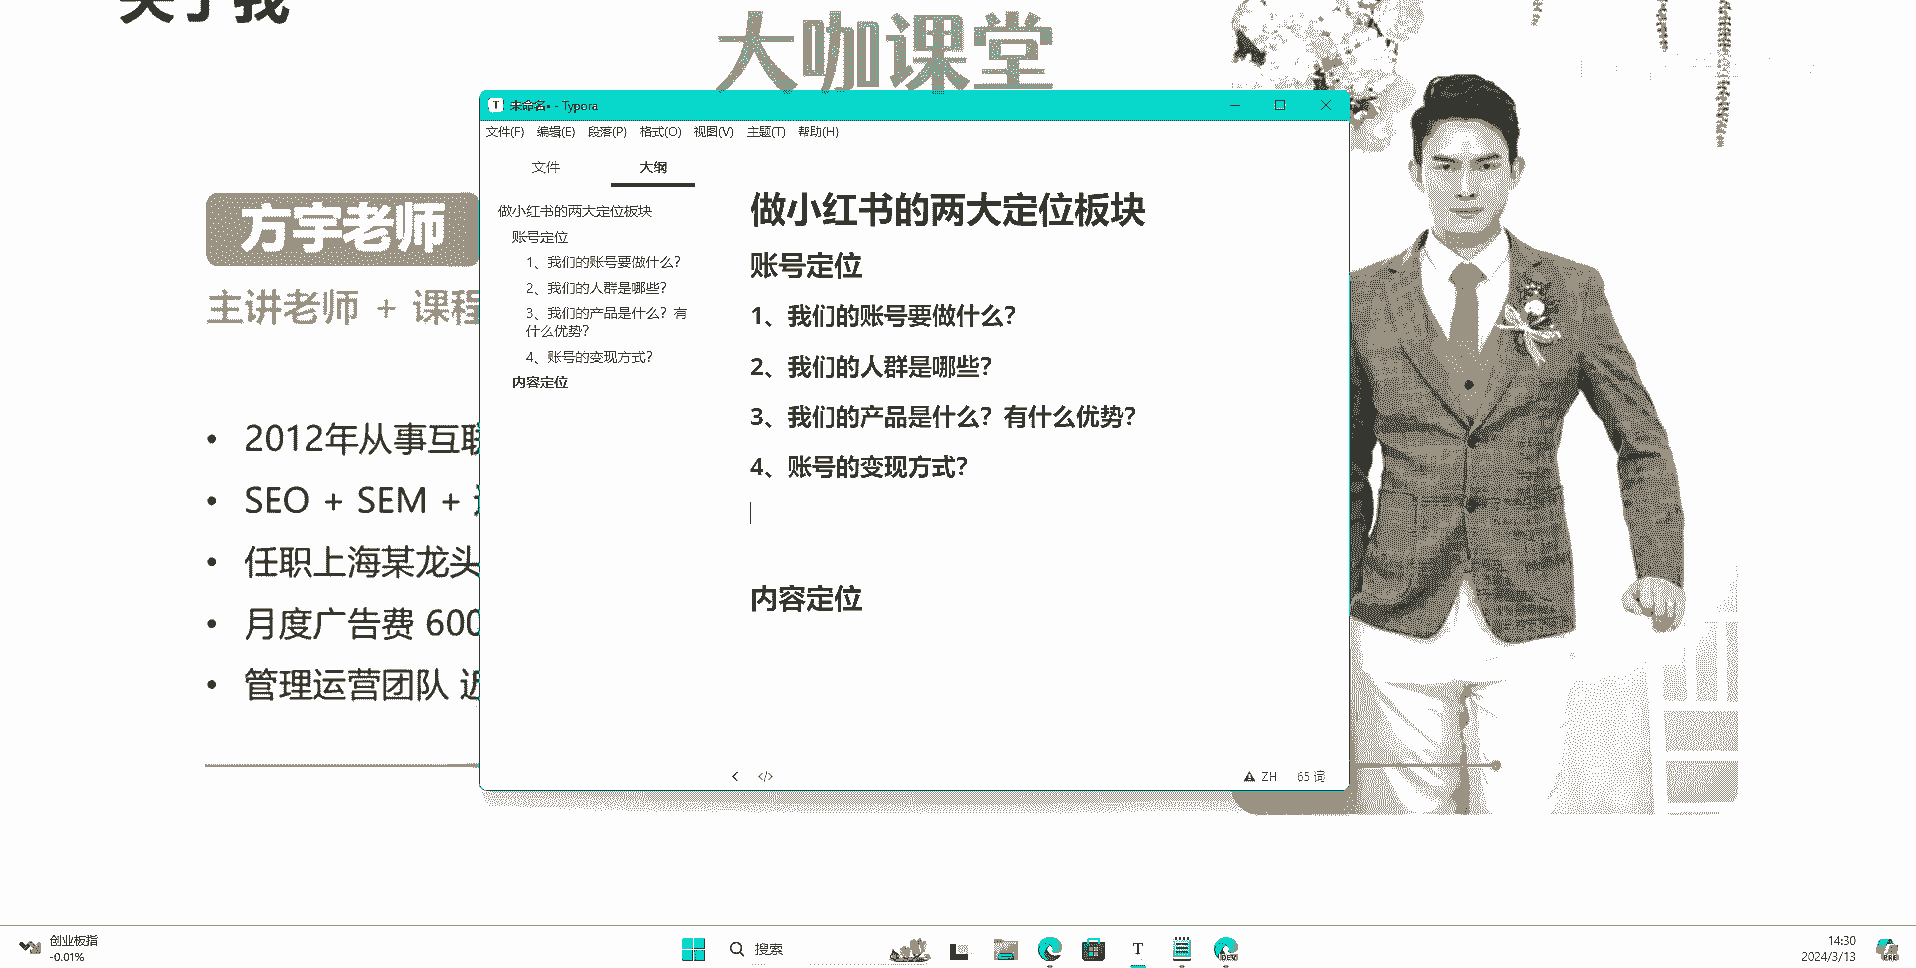 关于我
大咖课堂
方宇老师
主讲老师 + 课程
• 2012年从事互联
• SEO + SEM +
• 任职上海某龙头
• 月度广告费 600
• 管理运营团队 近
未命名• - Typora
文件(F) 编辑(E) 段落(P) 格式(O) 视图(V) 主题(T) 帮助(H)
文件 大纲
做小红书的两大定位板块
账号定位
1、我们的账号要做什么?
2、我们的人群是哪些?
3、我们的产品是什么？有
什么优势?
4、账号的变现方式?
内容定位
做小红书的两大定位板块
账号定位
1、我们的账号要做什么?
2、我们的人群是哪些?
3、我们的产品是什么？有什么优势?
4、账号的变现方式?
内容定位
</> ZH 65 词
创业板指
-0.01%
搜索
T
DEV
14:30
2024/3/13
PRE